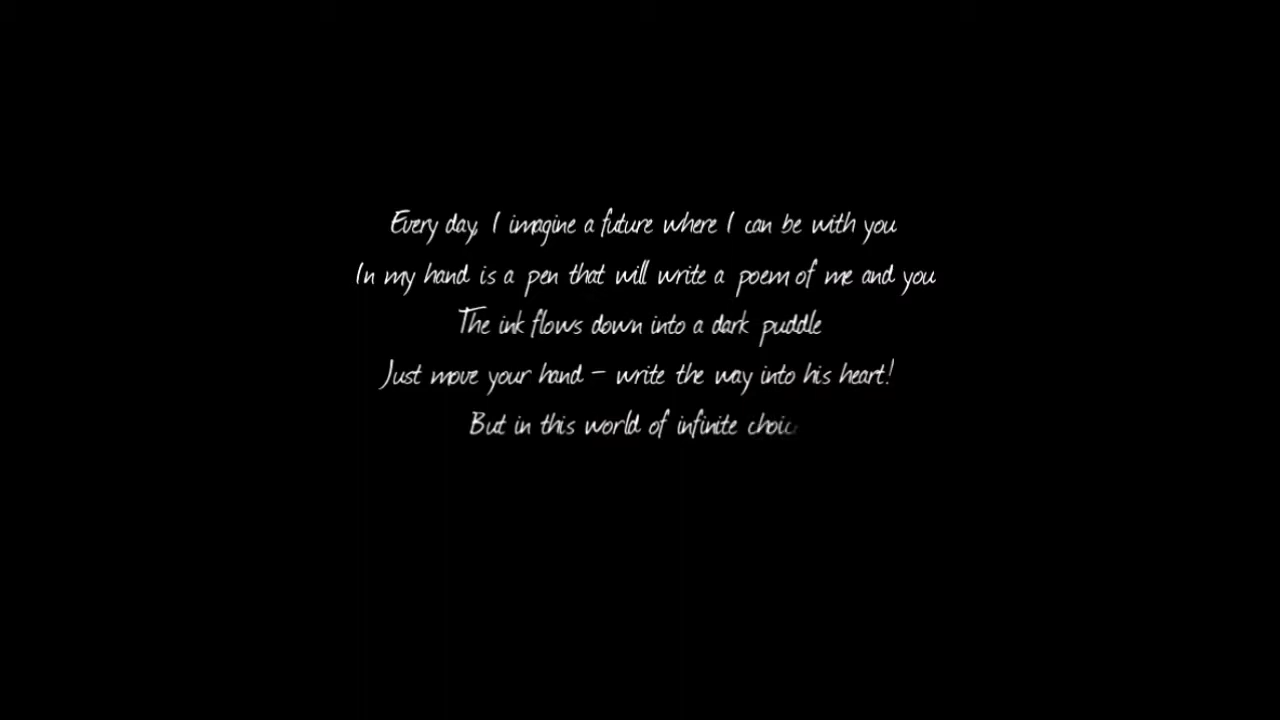 Every day, I imagine a future where I can be with you
In my hand is a pen that will write a poem of me and you
The ink flows down into a dark puddle
Just move your hand – write the way into his heart!
But in this world of infinite choic